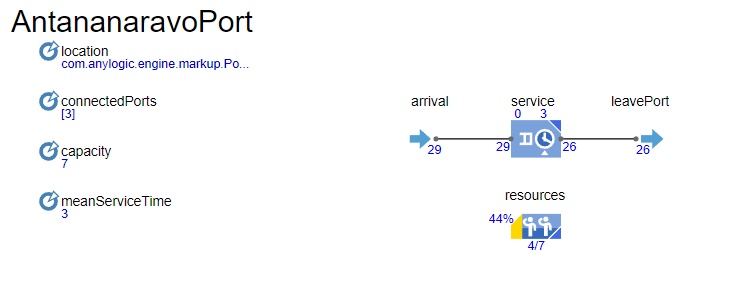 AntananaravoPort
location
com.anylogic.engine.markup.Po...
connectedPorts
[3]
capacity
7
meanServiceTime
3
arrival
service
leavePort
0
3
29
29
26
26
resources
44%
4/7